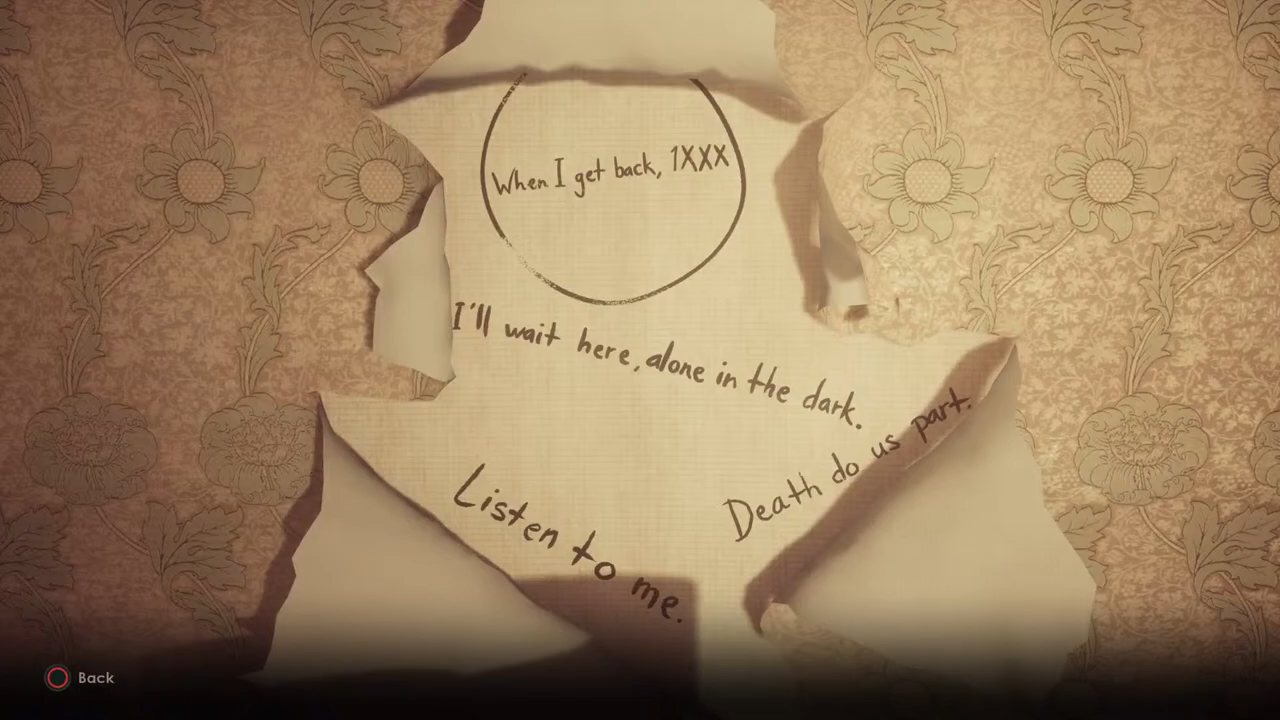 When I get back, 1XXX
I'll wait here, alone in the dark.
Death do us part.
Listen to me.
Back